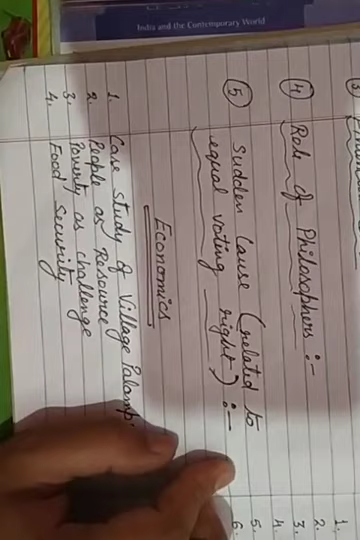 India and the Contemporary World
④ Role of Philosophers :-
⑤ Sudden Cause (related to
equal voting right) :-
Economics
1. Case Study of Village Palamp
2. People as Resource
3. Poverty as challenge
4. Food Security
1.
2.
3.
4.
5.
6.